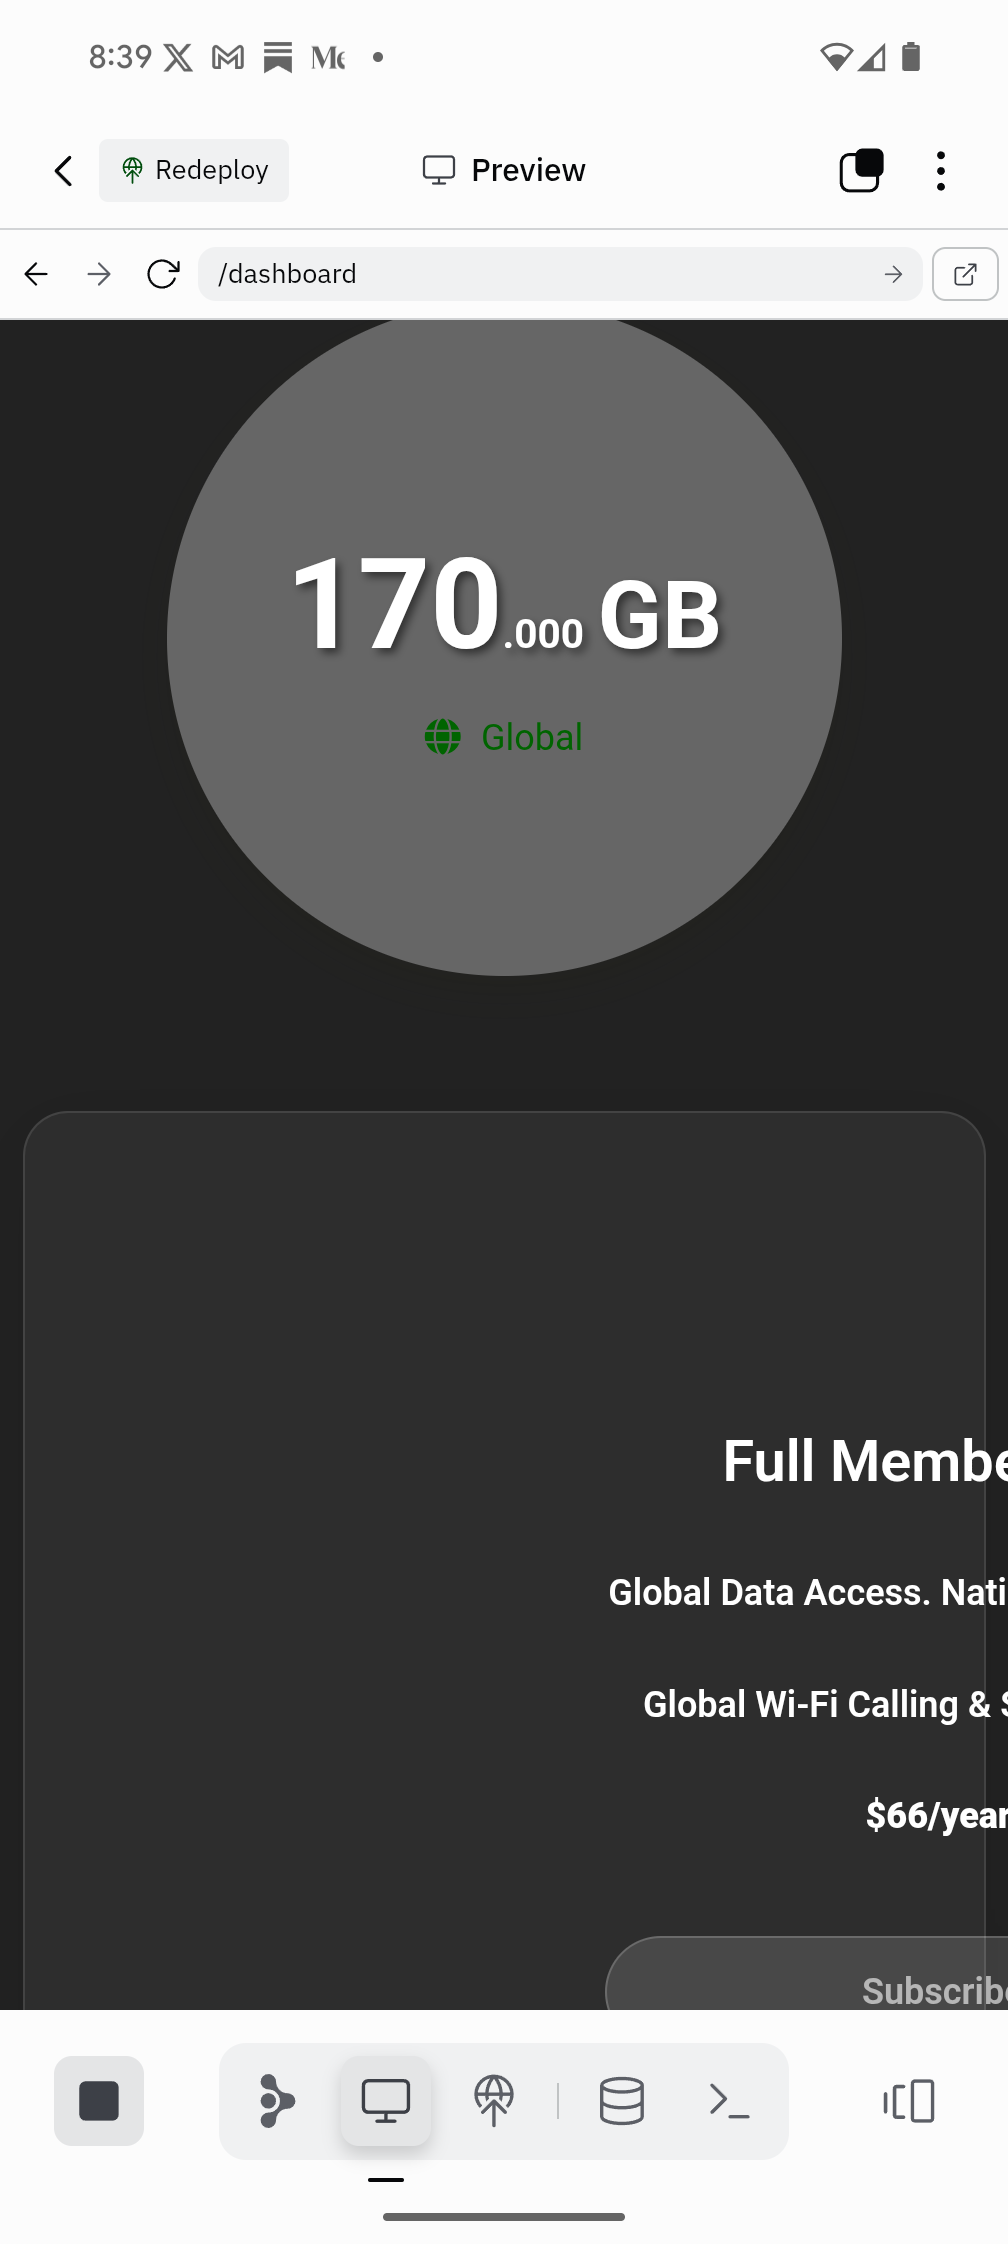 8:39
Redeploy
Preview
/dashboard
170.000 GB
Global
Full Membe
Global Data Access. Nati
Global Wi-Fi Calling & S
$66/year
Subscribe